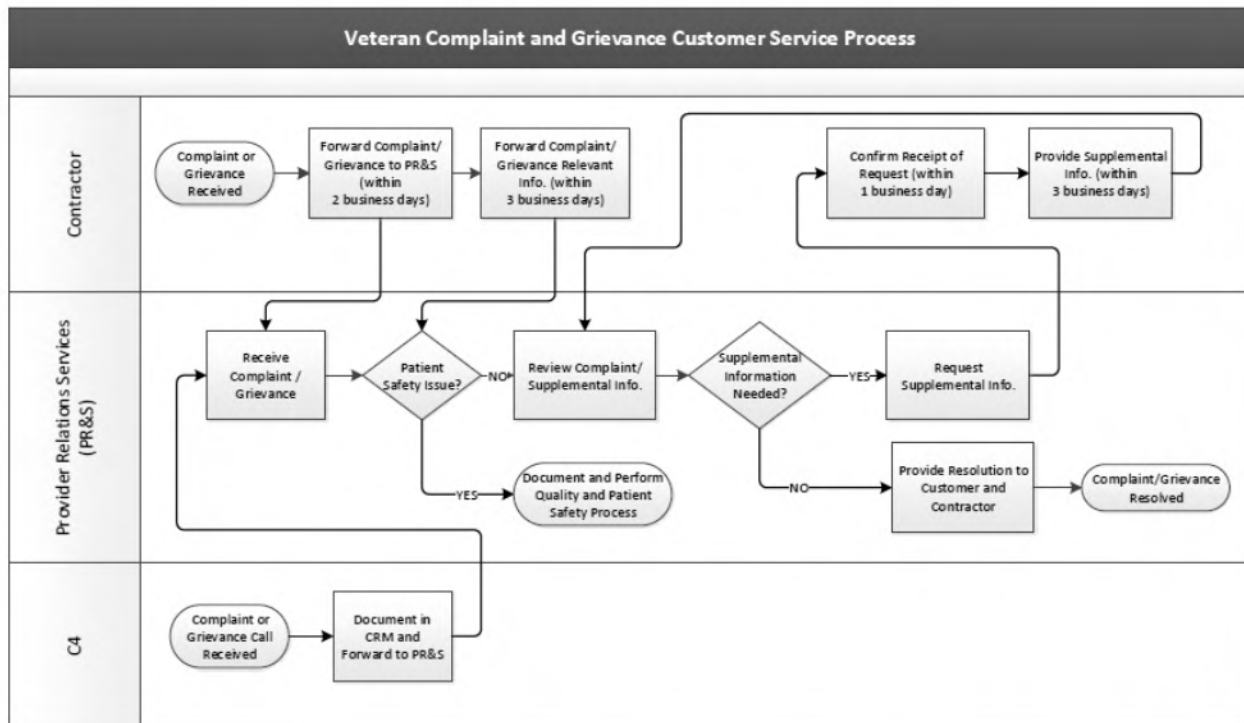 Veteran Complaint and Grievance Customer Service Process
Contractor
Complaint or
Grievance
Received
Forward Complaint/
Grievance to PR&S
(within
2 business days)
Forward Complaint/
Grievance Relevant
Info. (within
3 business days)
Confirm Receipt of
Request (within
1 business day)
Provide Supplemental
Info. (within
3 business days)
Provider Relations Services
(PR&S)
Receive
Complaint /
Grievance
Patient
Safety Issue?
NO
Review Complaint/
Supplemental Info.
Supplemental
Information
Needed?
YES
Request
Supplemental Info.
YES
Document and Perform
Quality and Patient
Safety Process
NO
Provide Resolution to
Customer and
Contractor
Complaint/Grievance
Resolved
C4
Complaint or
Grievance Call
Received
Document in
CRM and
Forward to PR&S